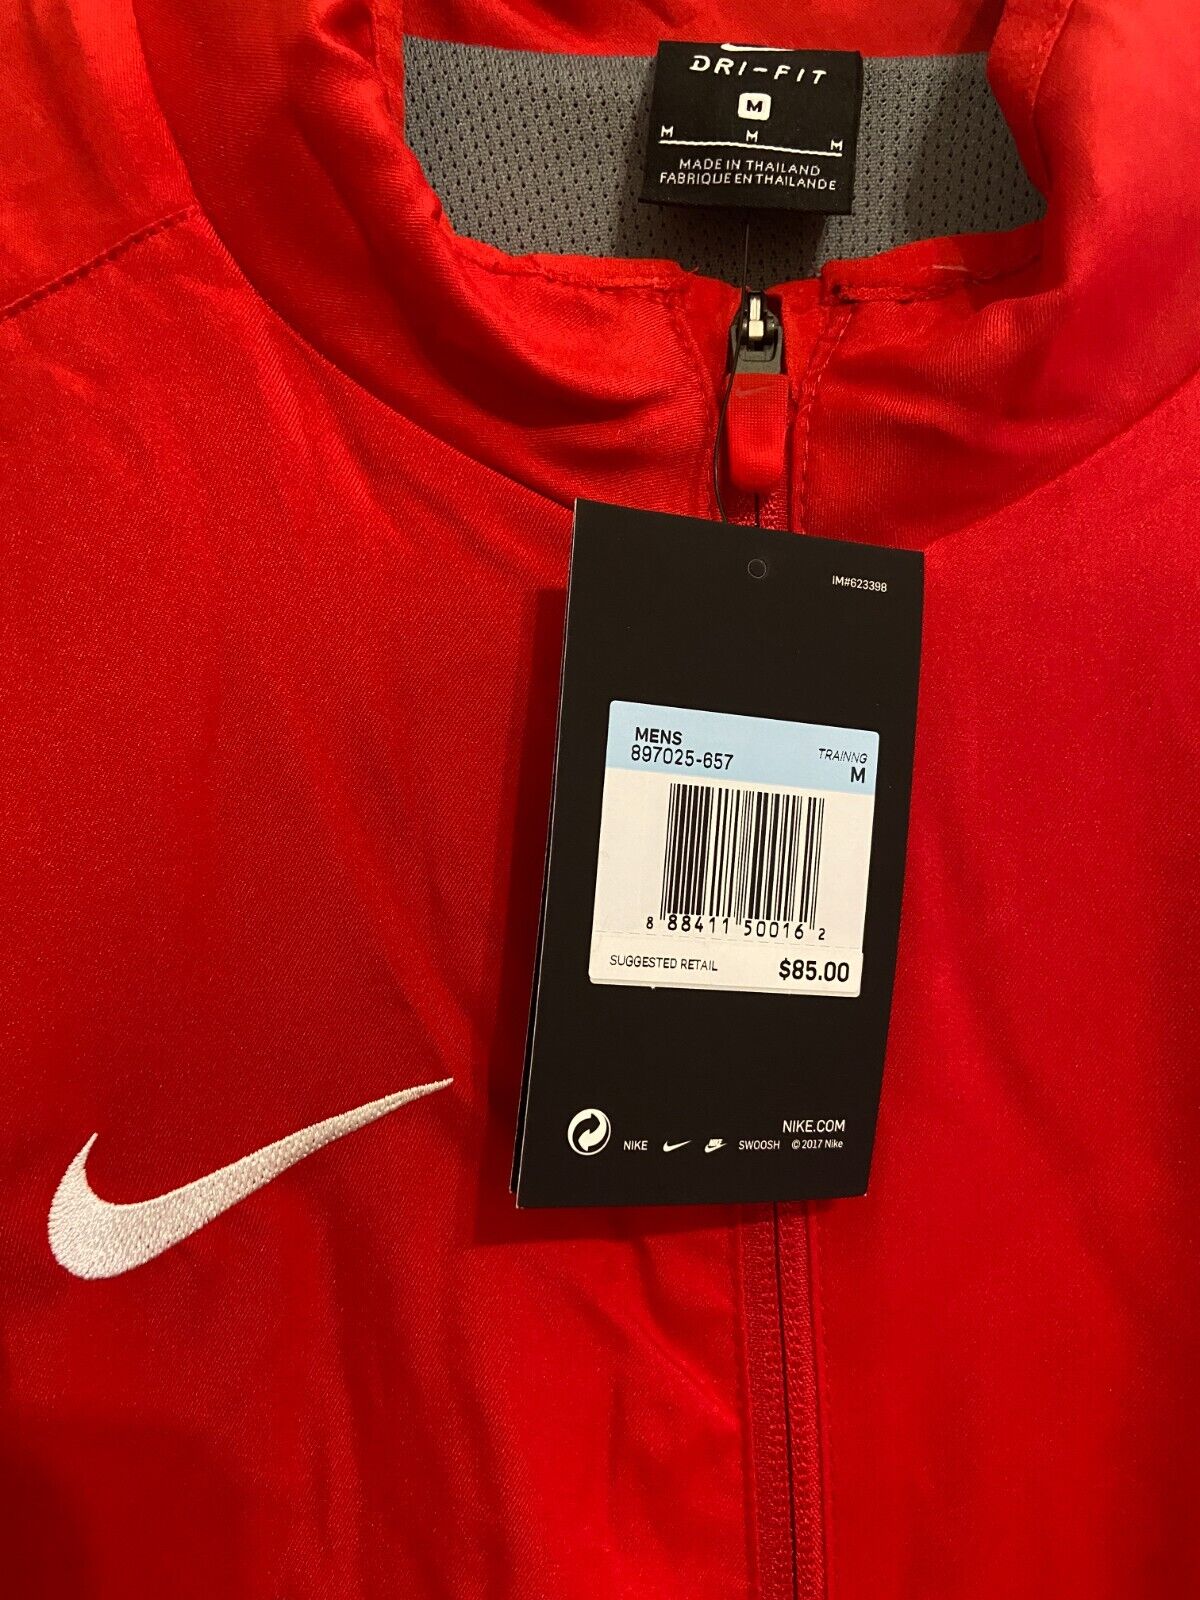 DRI-FIT
M
M M M
MADE IN THAILAND
FABRIQUE EN THAILANDE
IM#623398
MENS
897025-657
TRAINNG
M
8 88411 50016 2
SUGGESTED RETAIL $85.00
NIKE.COM
NIKE SWOOSH © 2017 Nike